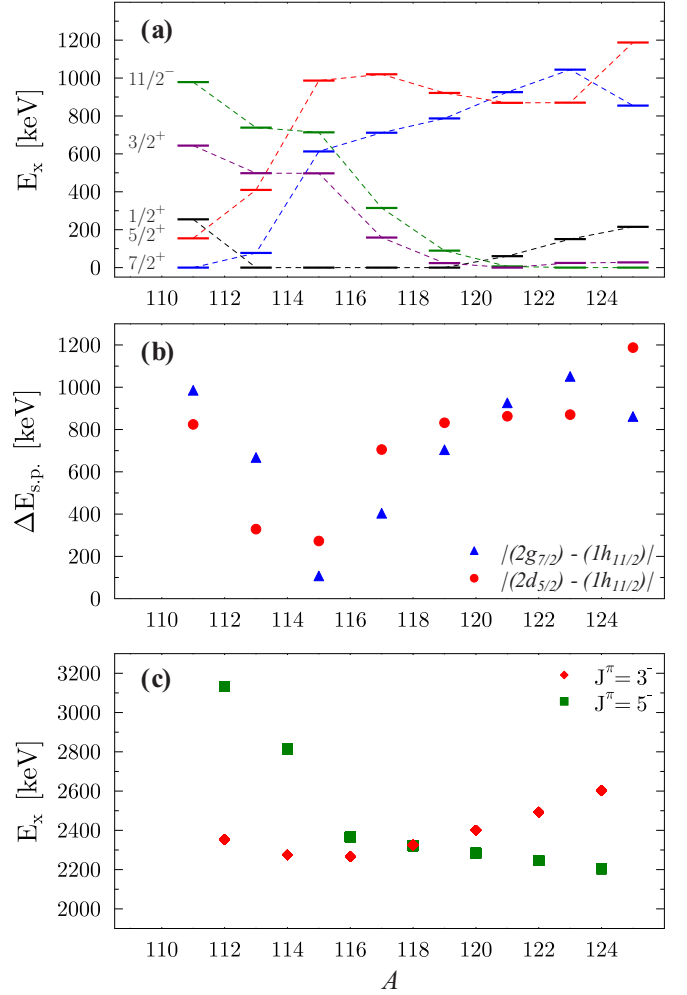 (a)
1200
1000
800
600
400
200
0
E_x [keV]
11/2⁻
3/2⁺
1/2⁺
5/2⁺
7/2⁺
110 112 114 116 118 120 122 124
(b)
1200
1000
800
600
400
200
0
ΔE_s.p. [keV]
|(2g_7/2) - (1h_11/2)|
|(2d_5/2) - (1h_11/2)|
110 112 114 116 118 120 122 124
(c)
3200
3000
2800
2600
2400
2200
2000
E_x [keV]
J^π = 3⁻
J^π = 5⁻
110 112 114 116 118 120 122 124
A